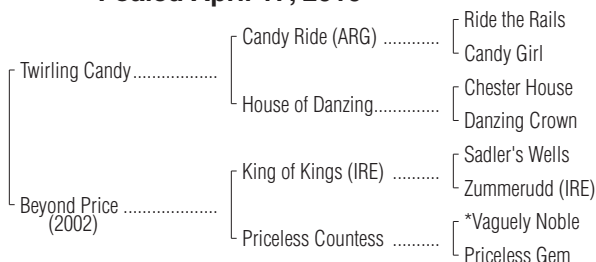 Foaled April
Ride the Rails
Candy Ride (ARG) ...........
Candy Girl
Twirling Candy.................
Chester House
House of Danzing..............
Danzing Crown
Sadler's Wells
King of Kings (IRE) ..........
Zummerudd (IRE)
Beyond Price ...................
(2002)
*Vaguely Noble
Priceless Countess ..........
Priceless Gem